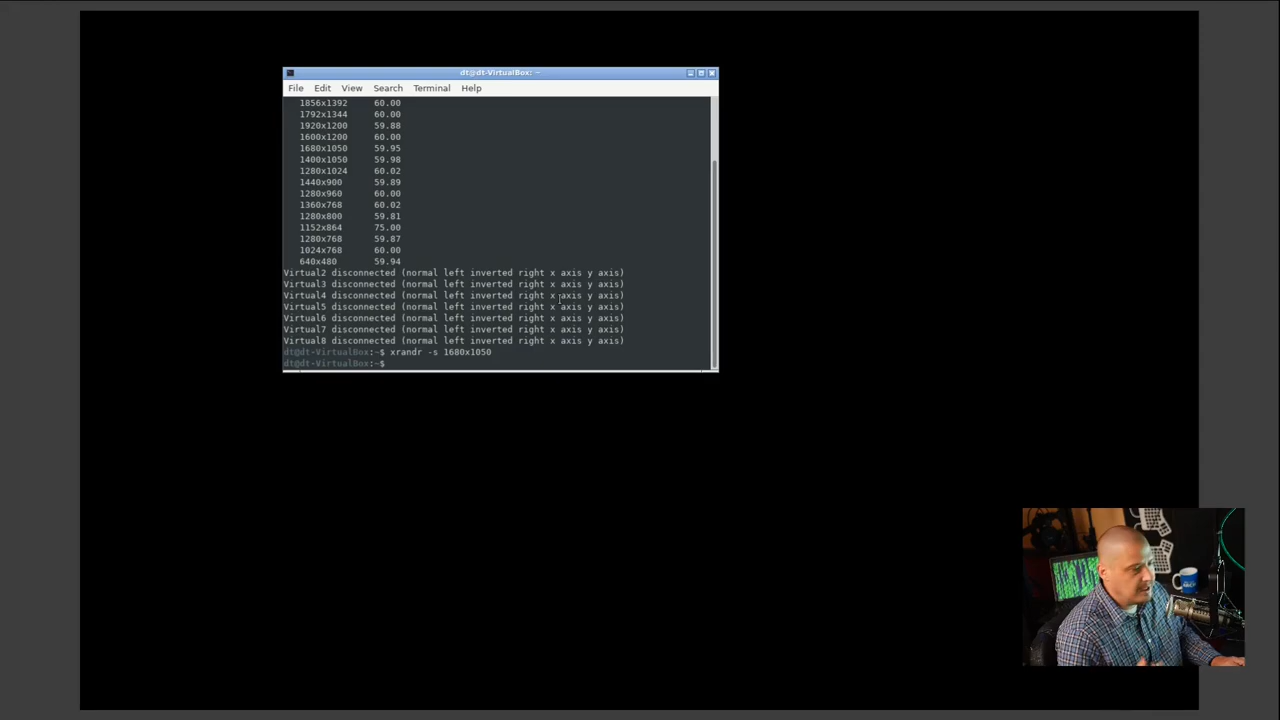 dt@dt-VirtualBox: ~
File Edit View Search Terminal Help
1856x1392 60.00
1792x1344 60.00
1920x1200 59.88
1600x1200 60.00
1680x1050 59.95
1400x1050 59.98
1280x1024 60.02
1440x900 59.89
1280x960 60.00
1360x768 60.02
1280x800 59.81
1152x864 75.00
1280x768 59.87
1024x768 60.00
640x480 59.94
Virtual2 disconnected (normal left inverted right x axis y axis)
Virtual3 disconnected (normal left inverted right x axis y axis)
Virtual4 disconnected (normal left inverted right x axis y axis)
Virtual5 disconnected (normal left inverted right x axis y axis)
Virtual6 disconnected (normal left inverted right x axis y axis)
Virtual7 disconnected (normal left inverted right x axis y axis)
Virtual8 disconnected (normal left inverted right x axis y axis)
dt@dt-VirtualBox:~$ xrandr -s 1680x1050
dt@dt-VirtualBox:~$